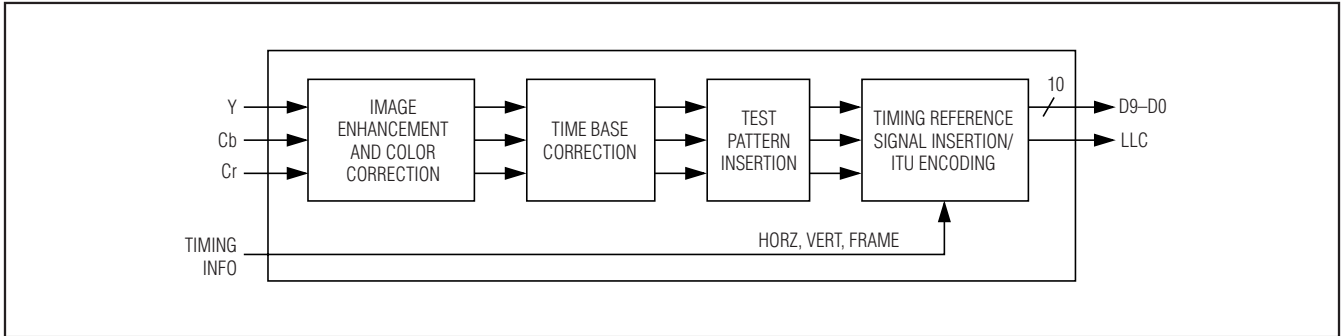 Y
Cb
Cr
IMAGE
ENHANCEMENT
AND COLOR
CORRECTION
TIME BASE
CORRECTION
TEST
PATTERN
INSERTION
TIMING REFERENCE
SIGNAL INSERTION/
ITU ENCODING
10
D9–D0
LLC
TIMING
INFO
HORZ, VERT, FRAME